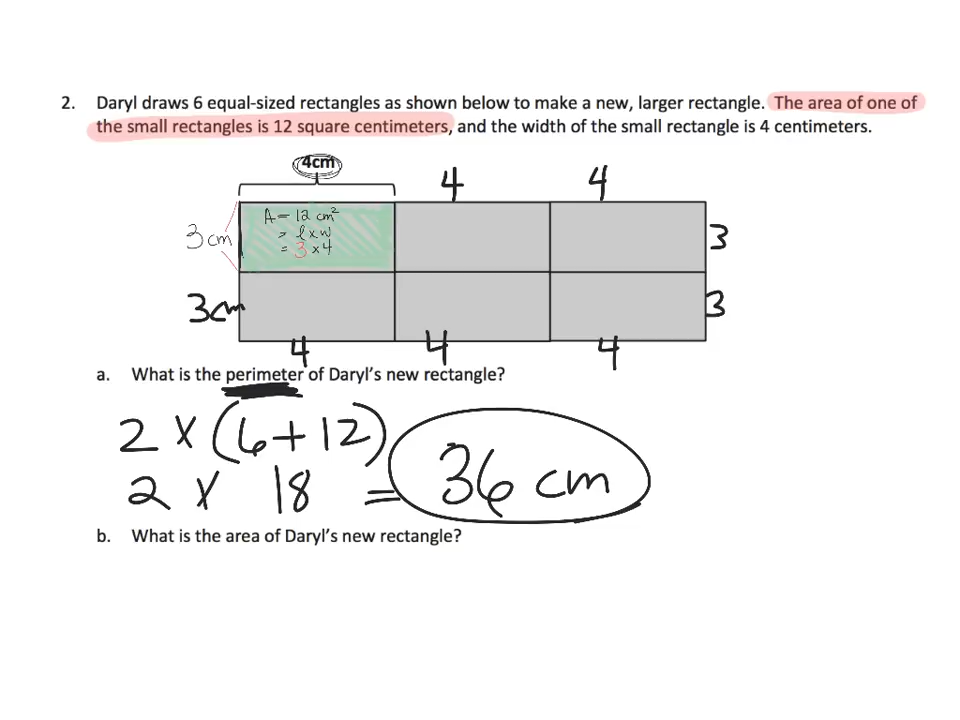 2. Daryl draws 6 equal-sized rectangles as shown below to make a new, larger rectangle. The area of one of
the small rectangles is 12 square centimeters, and the width of the small rectangle is 4 centimeters.
4cm
4 4
A = 12 cm²
= l x w
= 3 x 4
3 cm 3
3cm 3
4 4 4
a. What is the perimeter of Daryl's new rectangle?
2 x (6+12)
2 x 18 = 36 cm
b. What is the area of Daryl's new rectangle?